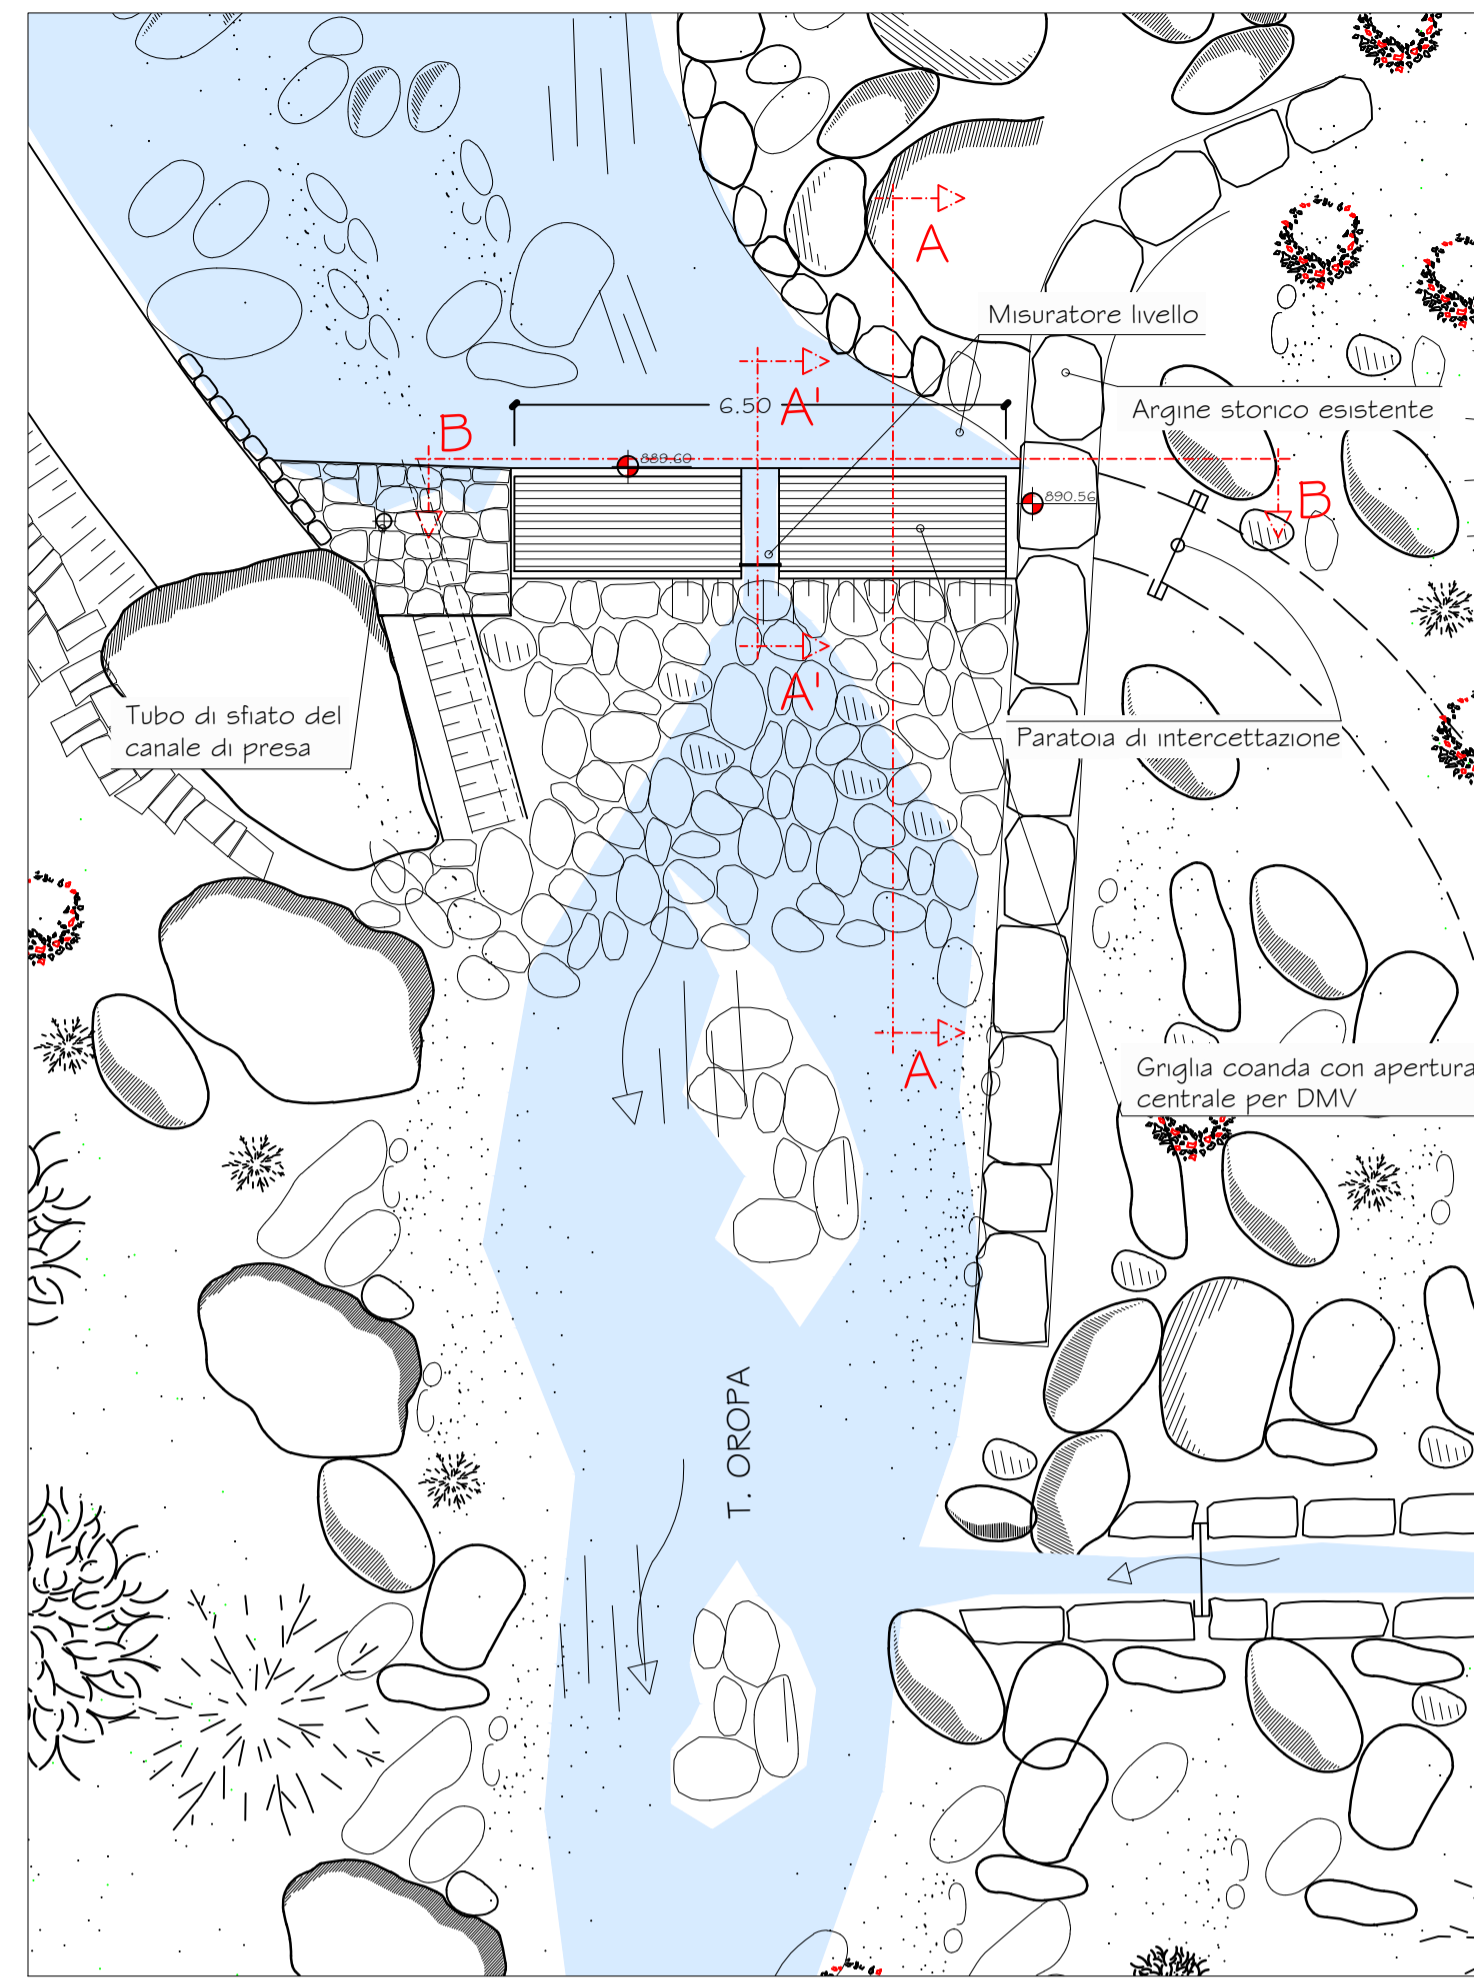 A
Misuratore livello
6.50
A'
Argine storico esistente
B
889.60
890.56
B
A'
Tubo di sfiato del
canale di presa
Paratoia di intercettazione
A
Griglia coanda con apertura
centrale per DMV
T. OROPA